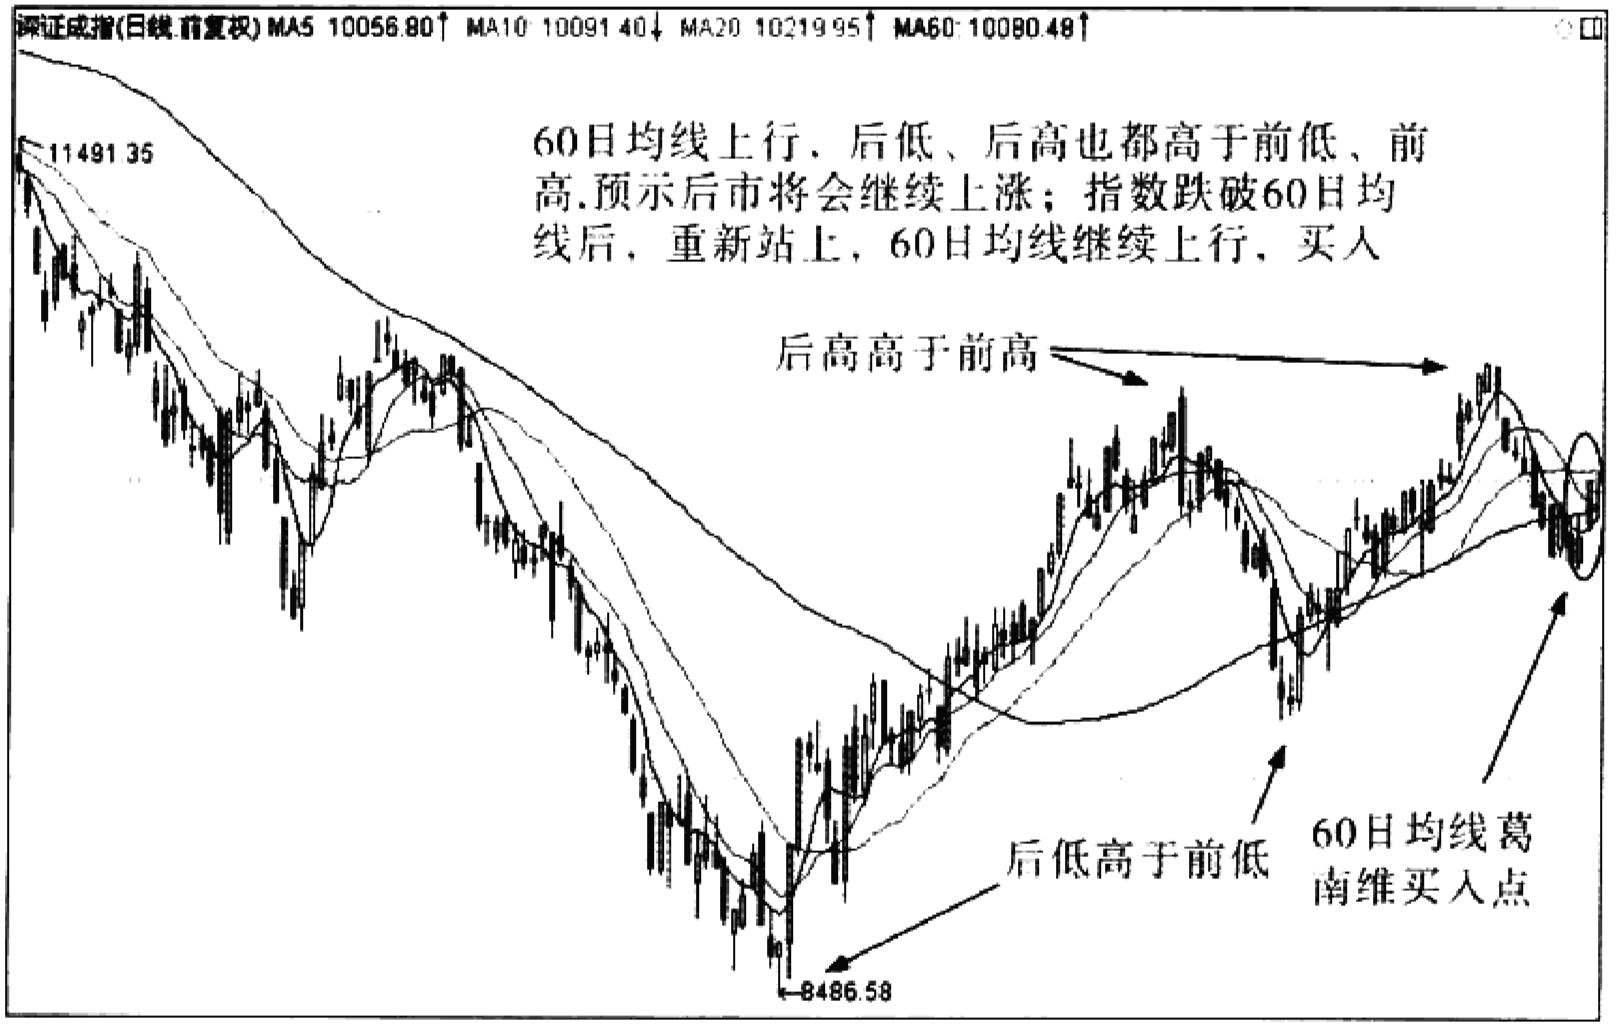 深证成指(日线.前复权) MA5 10056.80↑ MA10: 10091.40↓ MA20 10219.95↑ MA60: 10080.48↑
11491.35
60日均线上行，后低、后高也都高于前低、前
高，预示后市将会继续上涨；指数跌破60日均
线后，重新站上，60日均线继续上行，买入
后高高于前高
后低高于前低
60日均线葛
南维买入点
8486.58